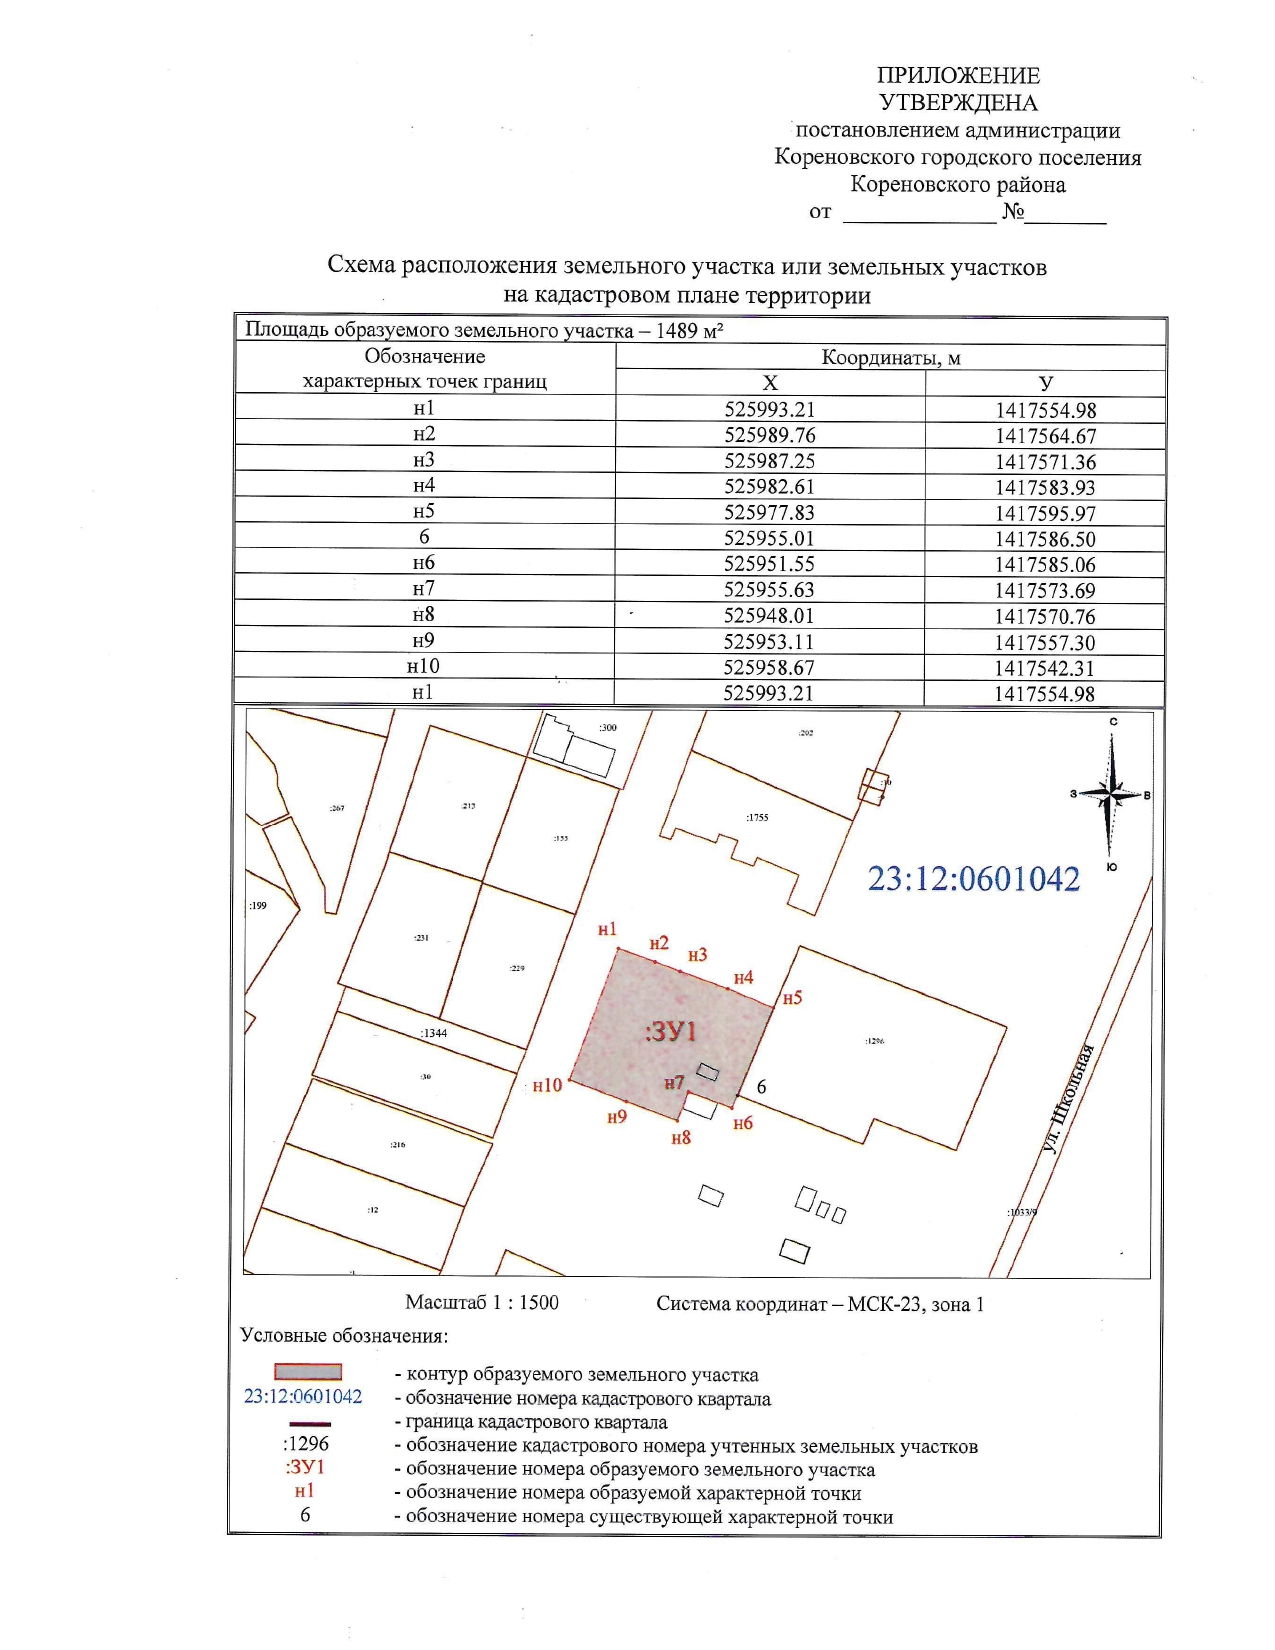 ПРИЛОЖЕНИЕ
УТВЕРЖДЕНА
постановлением администрации
Кореновского городского поселения
Кореновского района
от ______________ №_______
Схема расположения земельного участка или земельных участков
на кадастровом плане территории
Площадь образуемого земельного участка – 1489 м²
Обозначение характерных точек границ Координаты, м
Х У
н1 525993.21 1417554.98
н2 525989.76 1417564.67
н3 525987.25 1417571.36
н4 525982.61 1417583.93
н5 525977.83 1417595.97
6 525955.01 1417586.50
н6 525951.55 1417585.06
н7 525955.63 1417573.69
н8 525948.01 1417570.76
н9 525953.11 1417557.30
н10 525958.67 1417542.31
н1 525993.21 1417554.98
:300
:202
С
З
В
Ю
:267
:213
:1755
:155
23:12:0601042
:199
:231
:229
н1
н2
н3
н4
н5
:ЗУ1
:1344
:1296
:30
н10
н7
6
н9
н6
н8
ул. Школьная
:216
:12
:1033/9
Масштаб 1 : 1500 Система координат – МСК-23, зона 1
Условные обозначения:
- контур образуемого земельного участка
23:12:0601042 - обозначение номера кадастрового квартала
- граница кадастрового квартала
:1296 - обозначение кадастрового номера учтенных земельных участков
:ЗУ1 - обозначение номера образуемого земельного участка
н1 - обозначение номера образуемой характерной точки
6 - обозначение номера существующей характерной точки